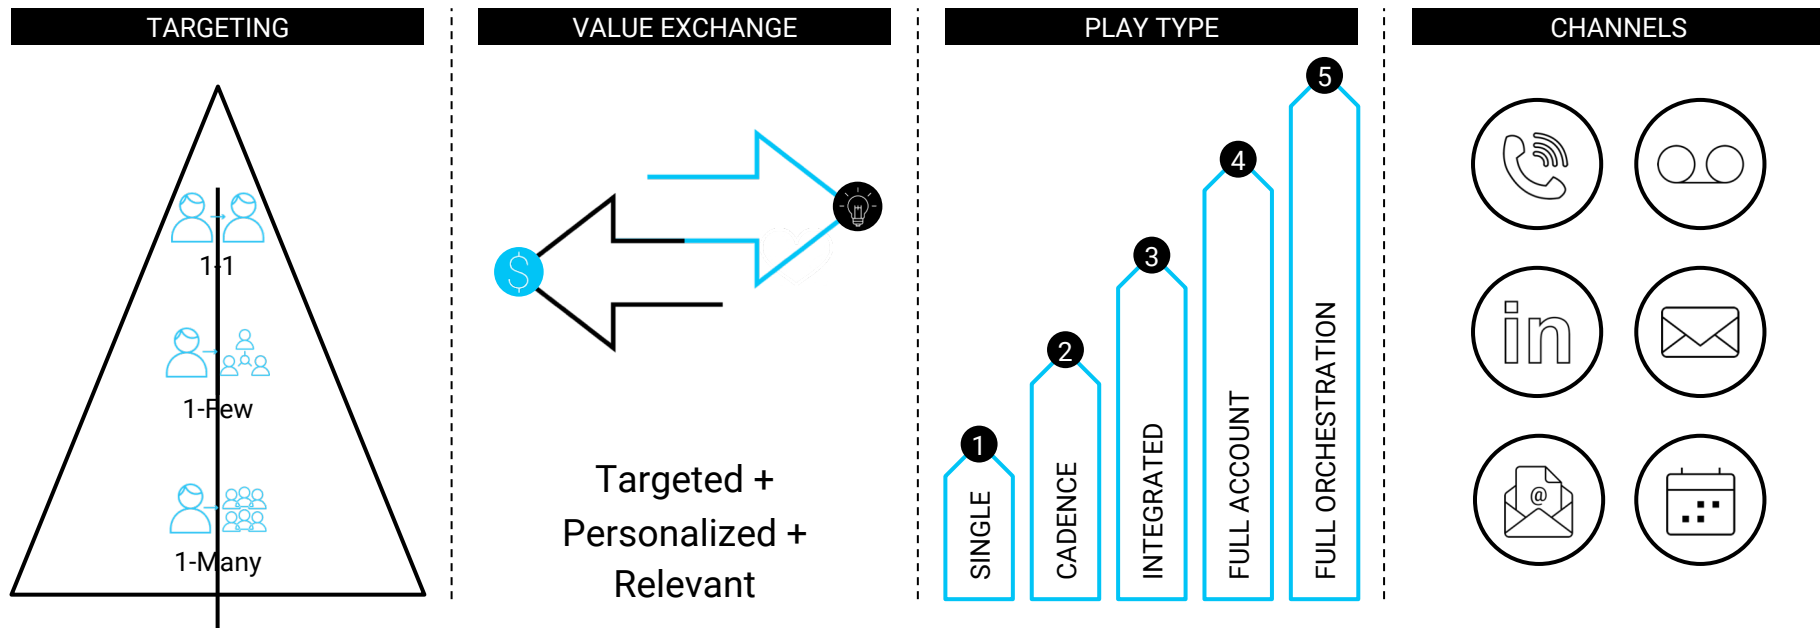 TARGETING
1-1
1-Few
1-Many
VALUE EXCHANGE
$
Targeted +
Personalized +
Relevant
PLAY TYPE
1
SINGLE
2
CADENCE
3
INTEGRATED
4
FULL ACCOUNT
5
FULL ORCHESTRATION
CHANNELS
in
@